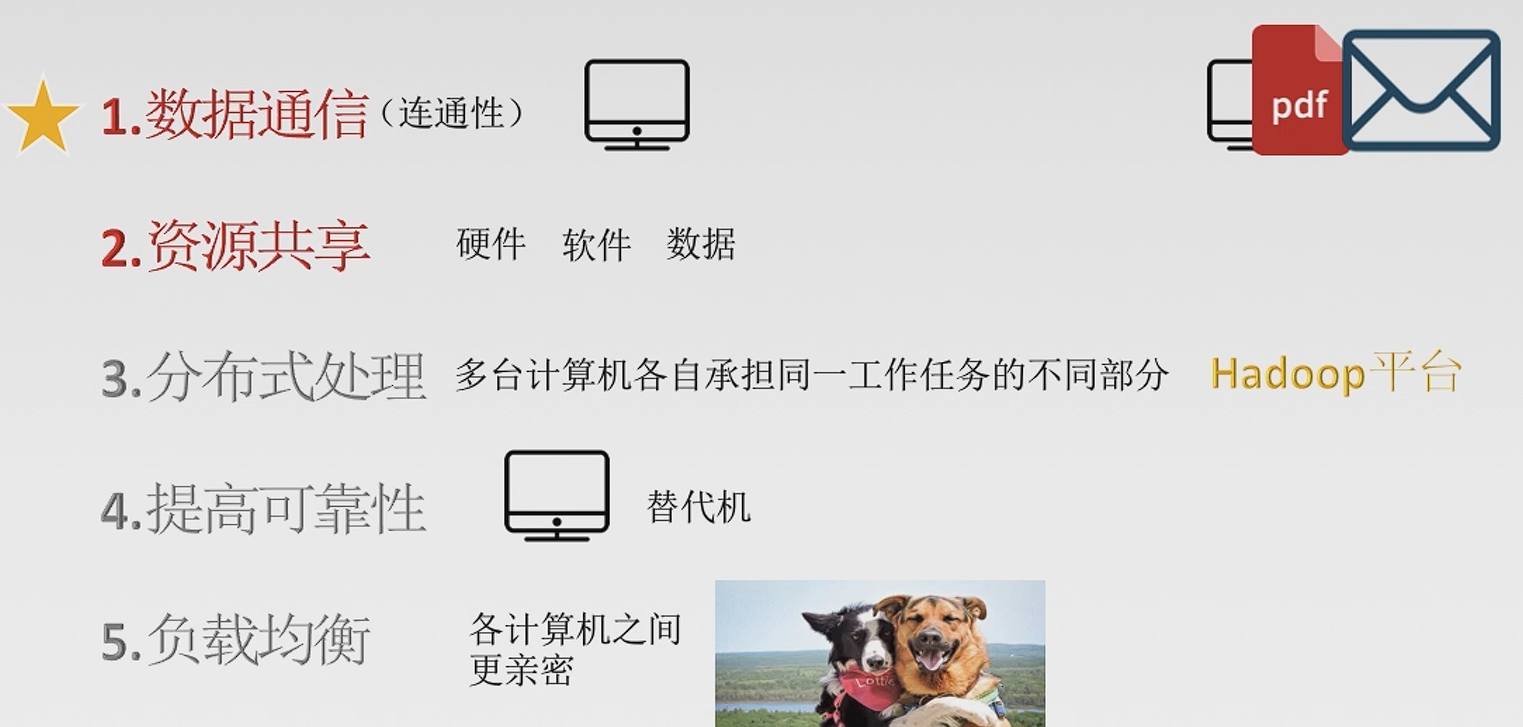 1.数据通信（连通性）
pdf
2.资源共享 硬件 软件 数据
3.分布式处理 多台计算机各自承担同一工作任务的不同部分 Hadoop平台
4.提高可靠性 替代机
5.负载均衡 各计算机之间
更亲密
Lottie